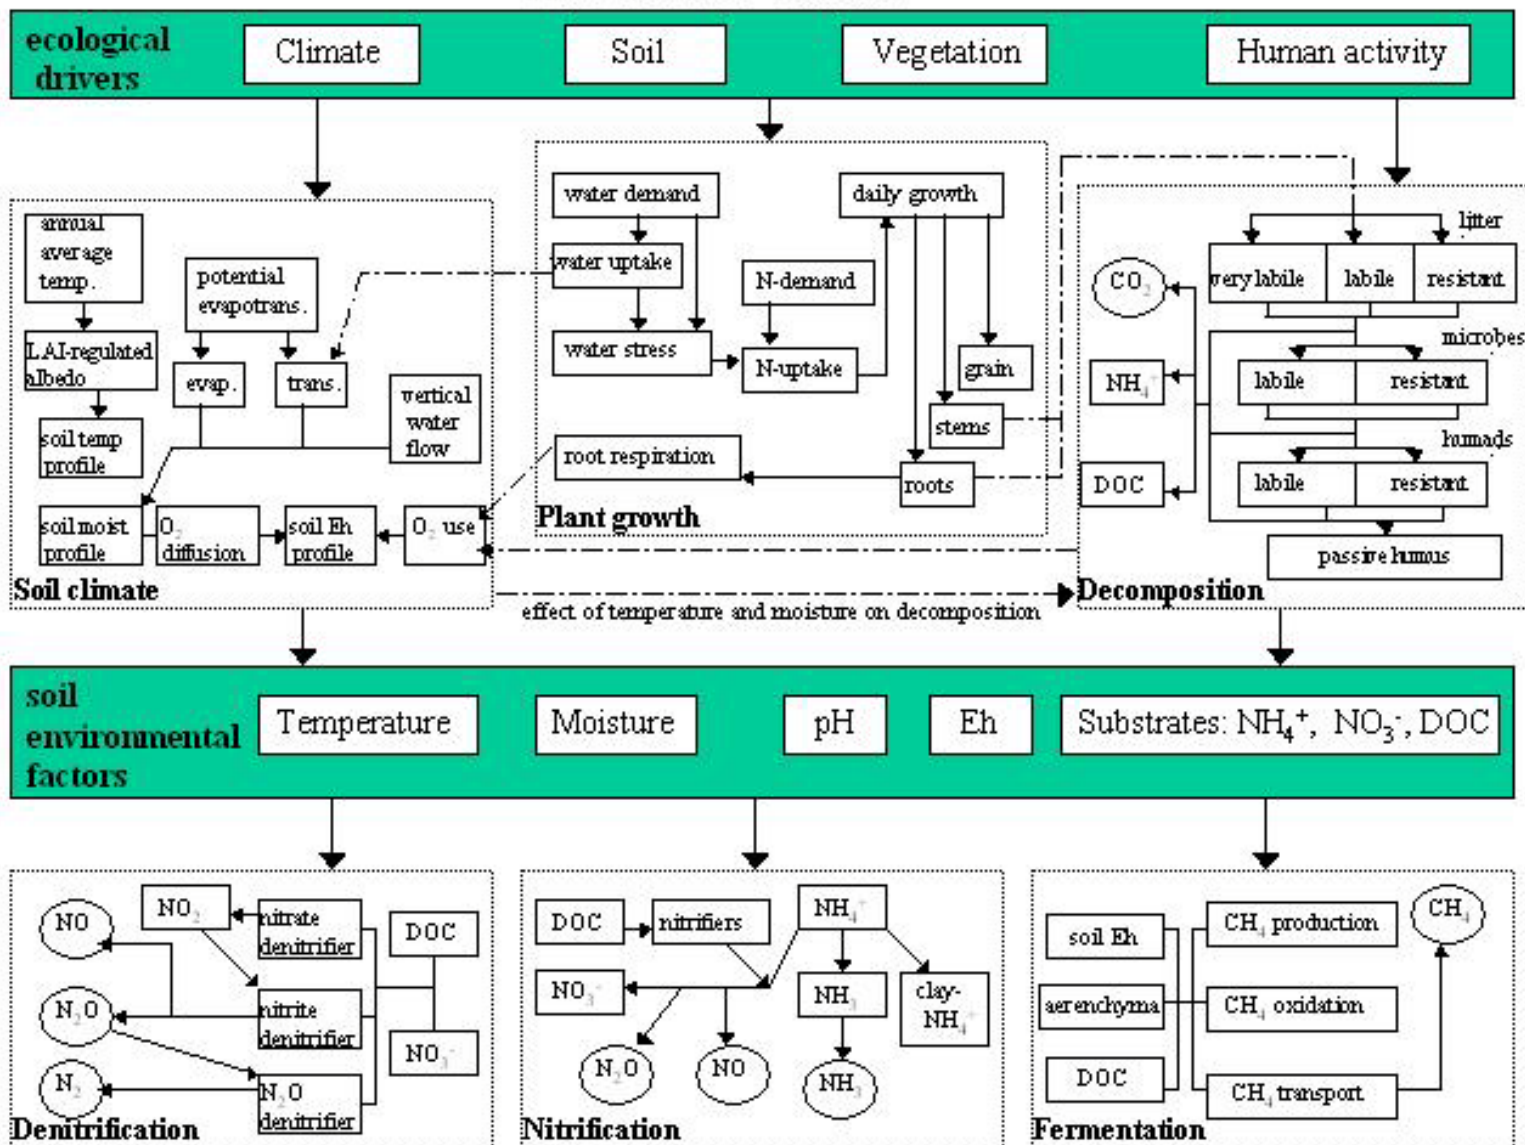 ecological
drivers
Climate
Soil
Vegetation
Human activity
annual
average
temp.
potential
evapotrans.
LAI-regulated
albedo
evap.
trans.
vertical
water
flow
soil temp
profile
soil moist
profile
O₂
diffusion
soil Eh
profile
O₂ use
Soil climate
water demand
daily growth
water uptake
N-demand
water stress
N-uptake
grain
stems
root respiration
roots
Plant growth
litter
CO₂
very labile
labile
resistant
microbes
NH₄⁺
labile
resistant
humads
DOC
labile
resistant
passive humus
Decomposition
effect of temperature and moisture on decomposition
soil
environmental
factors
Temperature
Moisture
pH
Eh
Substrates: NH₄⁺, NO₃⁻, DOC
NO
NO₂
nitrate
denitrifier
DOC
N₂O
nitrite
denitrifier
NO₃⁻
N₂
N₂O
denitrifier
Denitrification
DOC
nitrifiers
NH₄⁺
NO₃⁻
NH₃
clay-
NH₄⁺
N₂O
NO
NH₃
Nitrification
soil Eh
CH₄ production
CH₄
aerenchyma
CH₄ oxidation
DOC
CH₄ transport
Fermentation